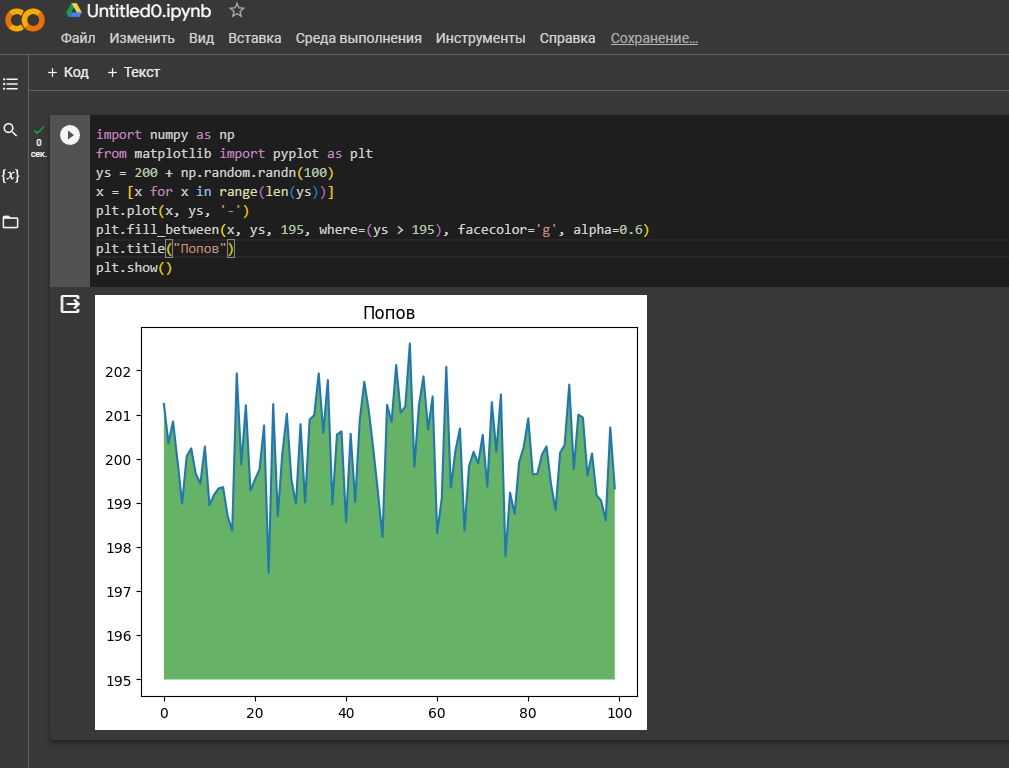 Untitled0.ipynb
Файл Изменить Вид Вставка Среда выполнения Инструменты Справка Сохранение...
+ Код + Текст
0
сек.
{x}
import numpy as np
from matplotlib import pyplot as plt
ys = 200 + np.random.randn(100)
x = [x for x in range(len(ys))]
plt.plot(x, ys, '-')
plt.fill_between(x, ys, 195, where=(ys > 195), facecolor='g', alpha=0.6)
plt.title("Попов")
plt.show()
Попов
202
201
200
199
198
197
196
195
0 20 40 60 80 100